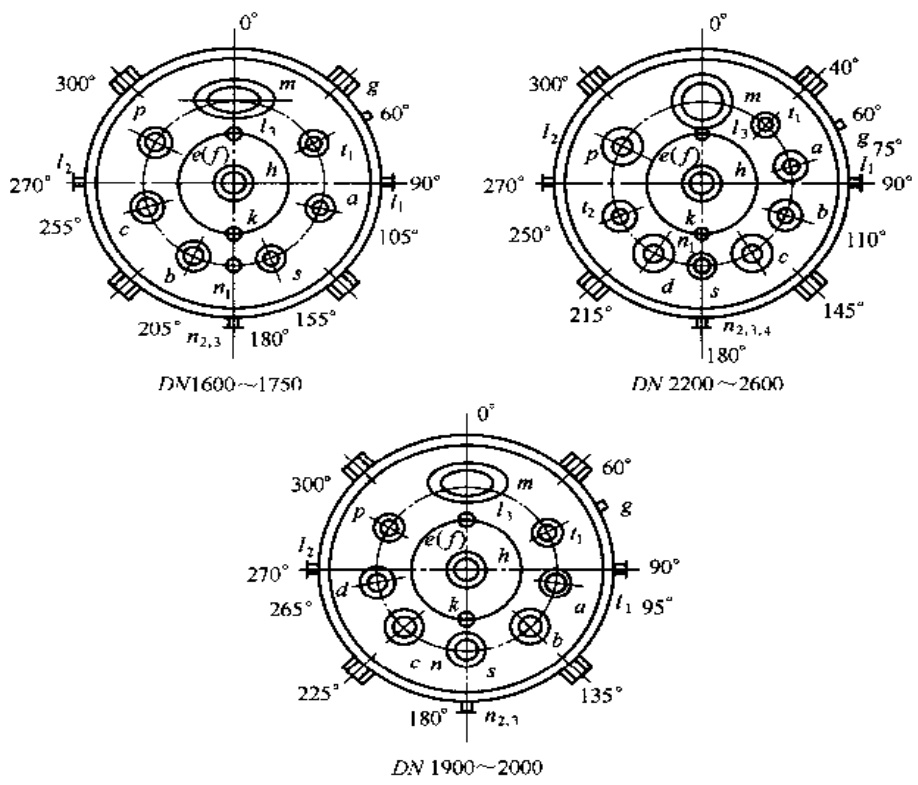 0°
300°
m
g
p
60°
l₃
t₁
e(f)
h
l₂
270°
90°
a
l₁
c
k
255°
105°
b
s
n₁
205°
155°
n₂,₃
180°
DN1600～1750
0°
300°
40°
m
t₁
60°
l₃
g
l₂
a
75°
p
e(f)
h
l₁
270°
90°
t₂
k
b
250°
n₁
110°
c
d
s
215°
145°
n₂,₃,₄
180°
DN 2200～2600
0°
300°
60°
m
p
l₃
g
t₁
e(f)
h
l₂
270°
90°
d
265°
k
a
l₁ 95°
b
c
n
s
225°
135°
180°
n₂,₃
DN 1900～2000